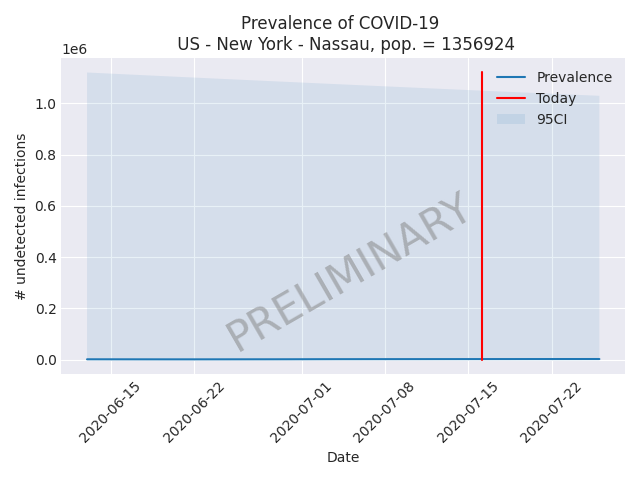 Prevalence of COVID-19
US - New York - Nassau, pop. = 1356924
1e6
Prevalence
Today
95CI
1.0
0.8
0.6
0.4
0.2
0.0
# undetected infections
PRELIMINARY
2020-06-15
2020-06-22
2020-07-01
2020-07-08
2020-07-15
2020-07-22
Date